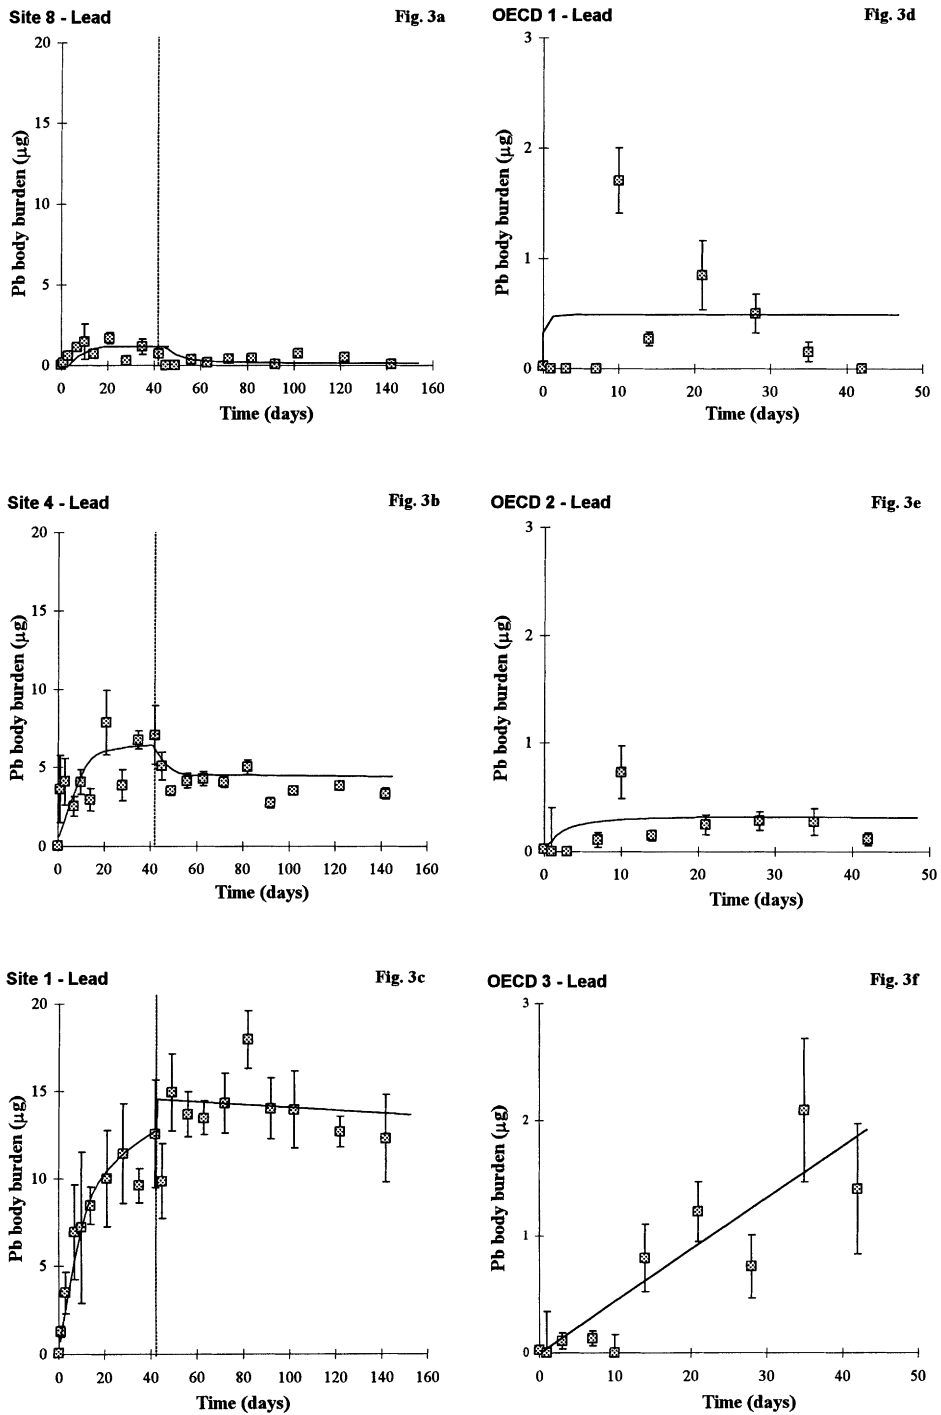 Site 8 - Lead
Fig. 3a
20
15
10
5
0
Pb body burden (µg)
0 20 40 60 80 100 120 140 160
Time (days)
OECD 1 - Lead
Fig. 3d
3
2
1
0
Pb body burden (µg)
0 10 20 30 40 50
Time (days)
Site 4 - Lead
Fig. 3b
20
15
10
5
0
Pb body burden (µg)
0 20 40 60 80 100 120 140 160
Time (days)
OECD 2 - Lead
Fig. 3e
3
2
1
0
Pb body burden (µg)
0 10 20 30 40 50
Time (days)
Site 1 - Lead
Fig. 3c
20
15
10
5
0
Pb body burden (µg)
0 20 40 60 80 100 120 140 160
Time (days)
OECD 3 - Lead
Fig. 3f
3
2
1
0
Pb body burden (µg)
0 10 20 30 40 50
Time (days)